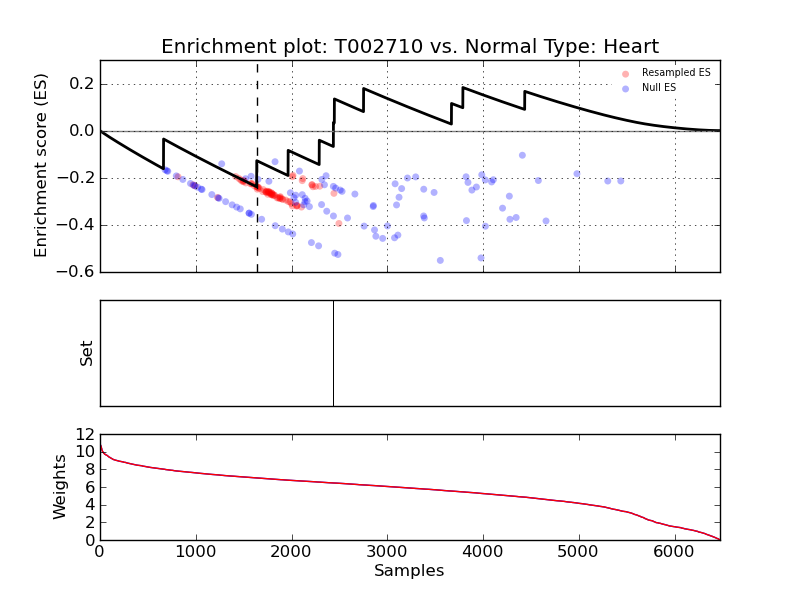 Enrichment plot: T002710 vs. Normal Type: Heart
Enrichment score (ES)
0.2
0.0
−0.2
−0.4
−0.6
Resampled ES
Null ES
Set
Weights
12
10
8
6
4
2
0
0 1000 2000 3000 4000 5000 6000
Samples